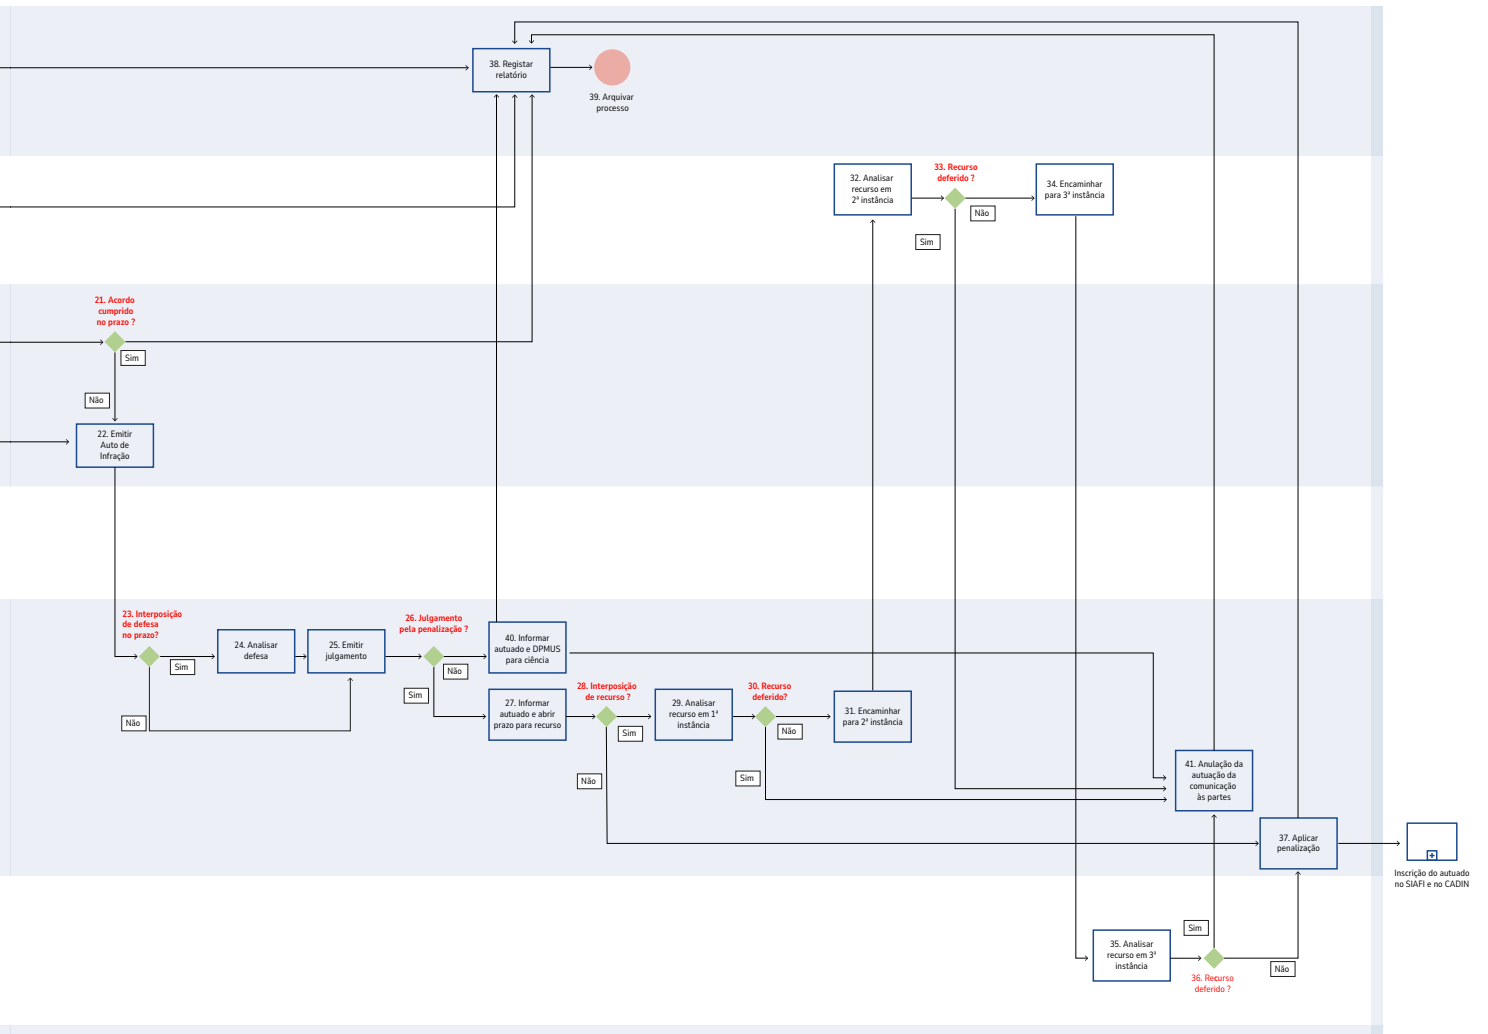 38. Registar
relatório
39. Arquivar
processo
32. Analisar
recurso em
2ª instância
33. Recurso
deferido ?
Não
Sim
34. Encaminhar
para 3ª instância
21. Acordo
cumprido
no prazo ?
Sim
Não
22. Emitir
Auto de
Infração
23. Interposição
de defesa
no prazo?
Sim
Não
24. Analisar
defesa
25. Emitir
julgamento
26. Julgamento
pela penalização ?
Não
Sim
40. Informar
autuado e DPMUS
para ciência
27. Informar
autuado e abrir
prazo para recurso
28. Interposição
de recurso ?
Sim
Não
29. Analisar
recurso em 1ª
instância
30. Recurso
deferido?
Não
Sim
31. Encaminhar
para 2ª instância
41. Anulação da
autuação da
comunicação
às partes
37. Aplicar
penalização
Inscrição do autuado
no SIAFI e no CADIN
35. Analisar
recurso em 3ª
instância
Sim
36. Recurso
deferido ?
Não